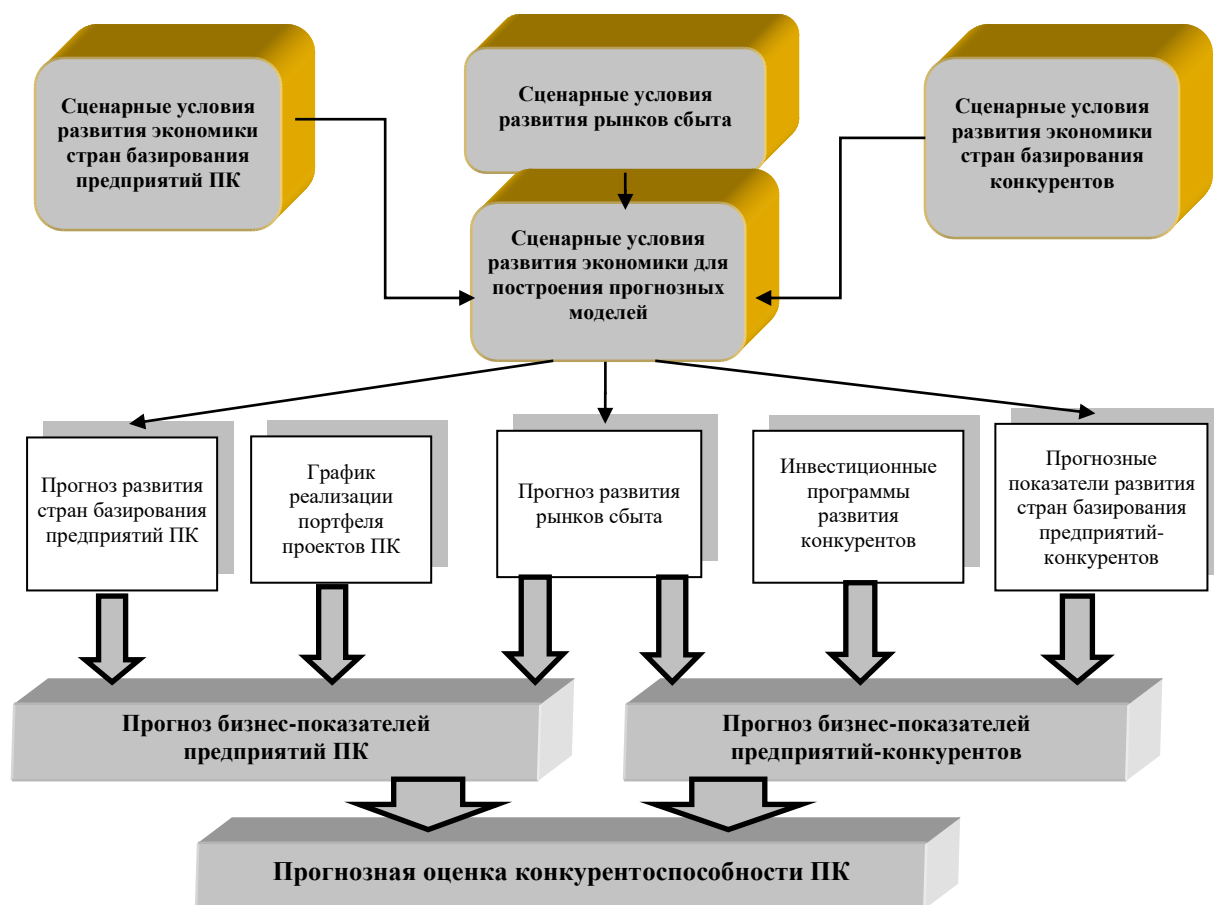 Сценарные условия
развития экономики
стран базирования
предприятий ПК
Сценарные условия
развития рынков сбыта
Сценарные условия
развития экономики
стран базирования
конкурентов
Сценарные условия
развития экономики для
построения прогнозных
моделей
Прогноз развития
стран базирования
предприятий ПК
График
реализации
портфеля
проектов ПК
Прогноз развития
рынков сбыта
Инвестиционные
программы
развития
конкурентов
Прогнозные
показатели развития
стран базирования
предприятий-
конкурентов
Прогноз бизнес-показателей
предприятий ПК
Прогноз бизнес-показателей
предприятий-конкурентов
Прогнозная оценка конкурентоспособности ПК